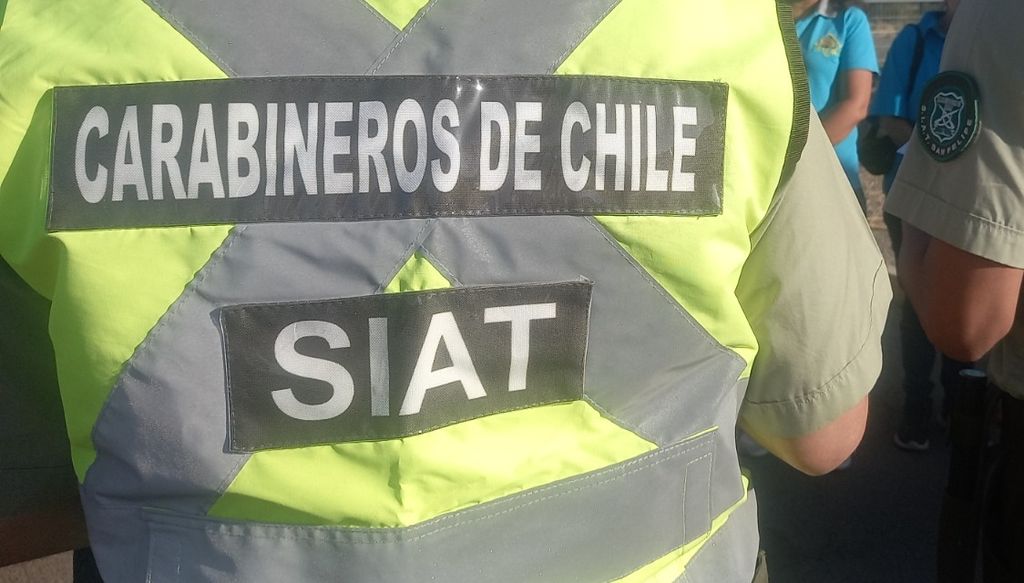 CARABINEROS DE CHILE
SIAT